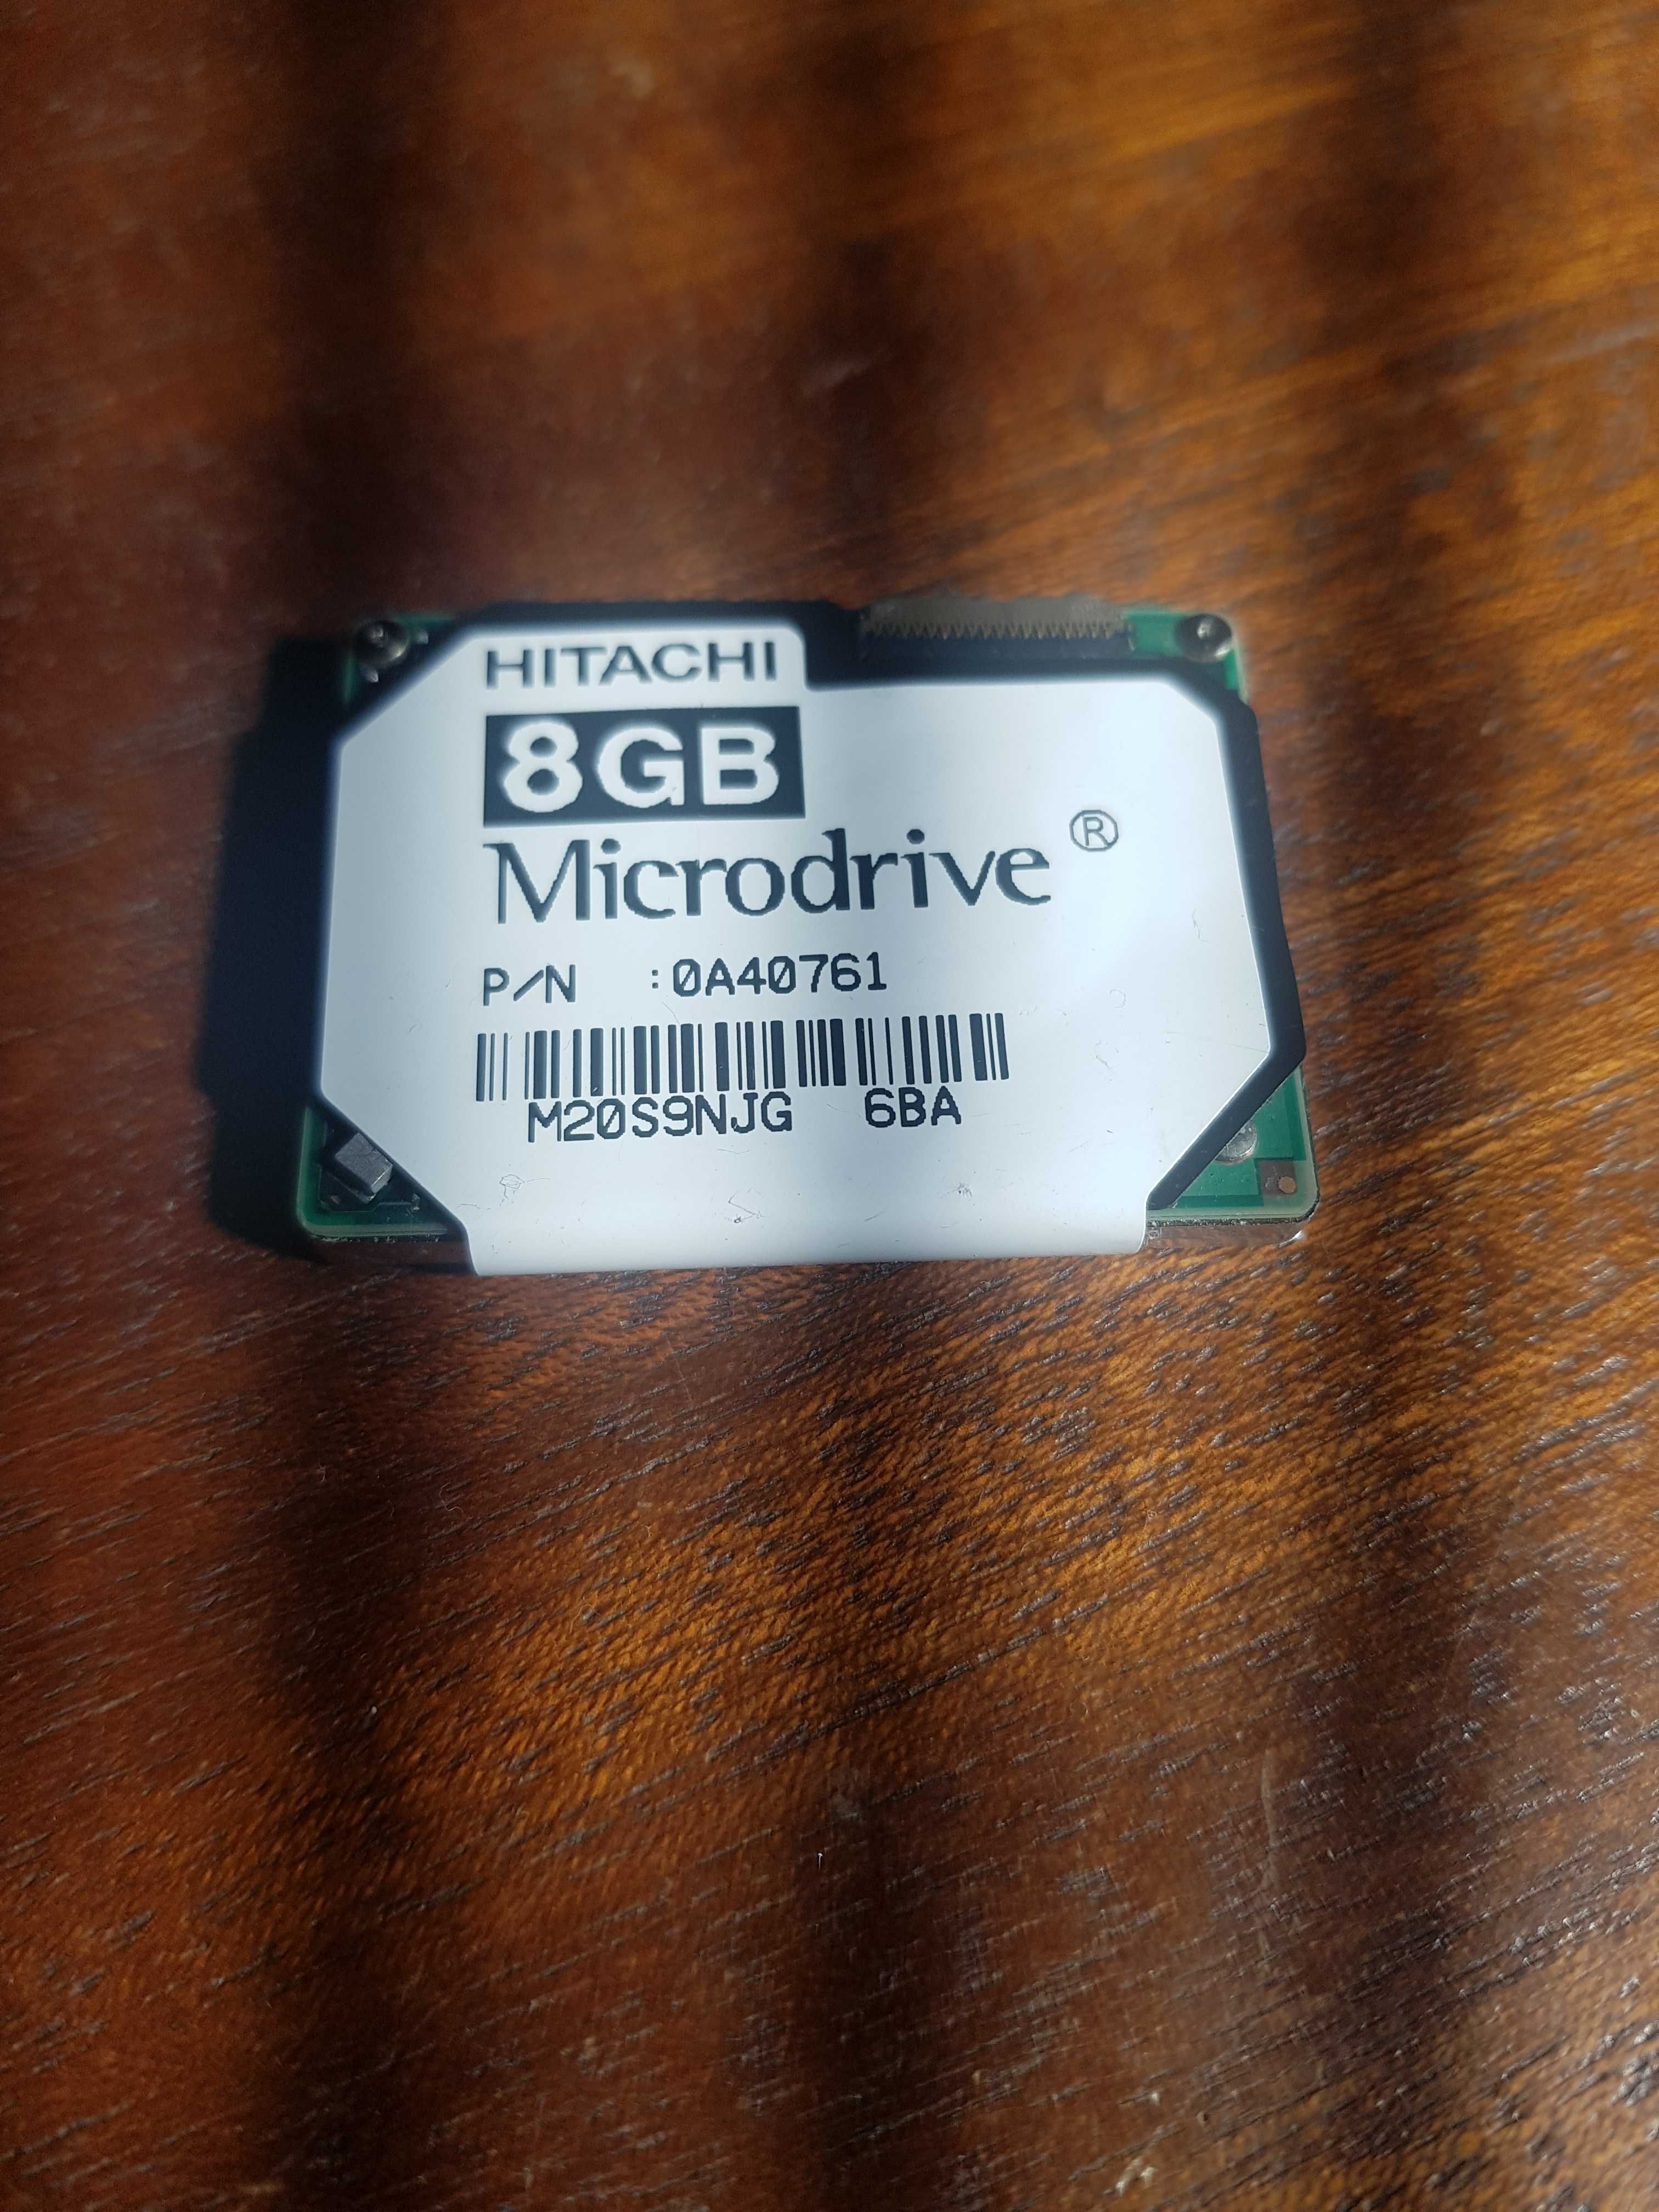 HITACHI
8GB
Microdrive ®
P/N :0A40761
M20S9NJG 6BA